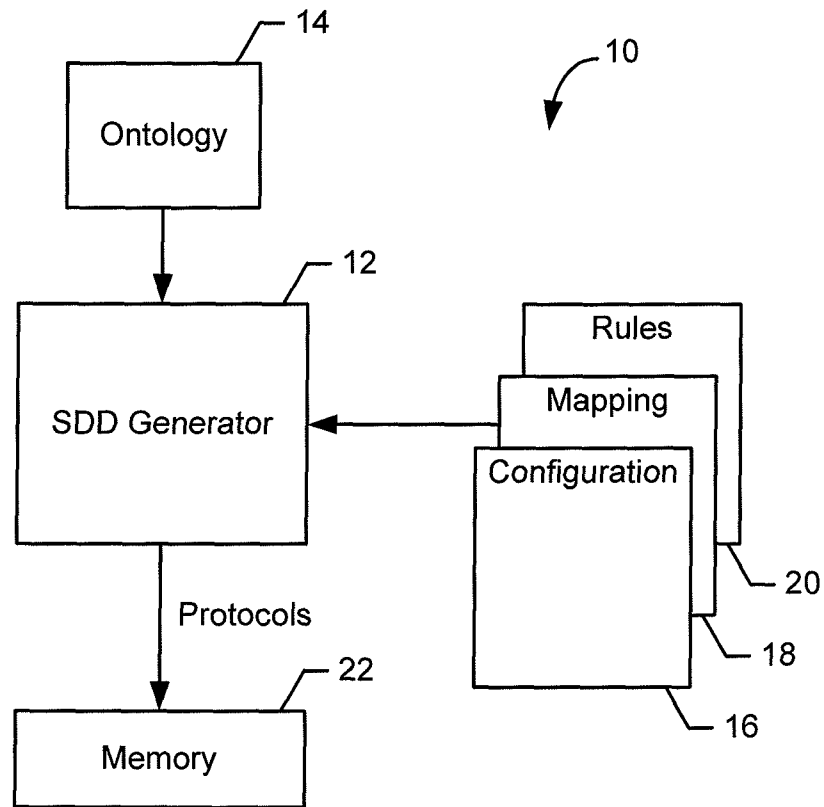 14
10
Ontology
12
Rules
Mapping
SDD Generator
Configuration
20
Protocols
18
22
16
Memory